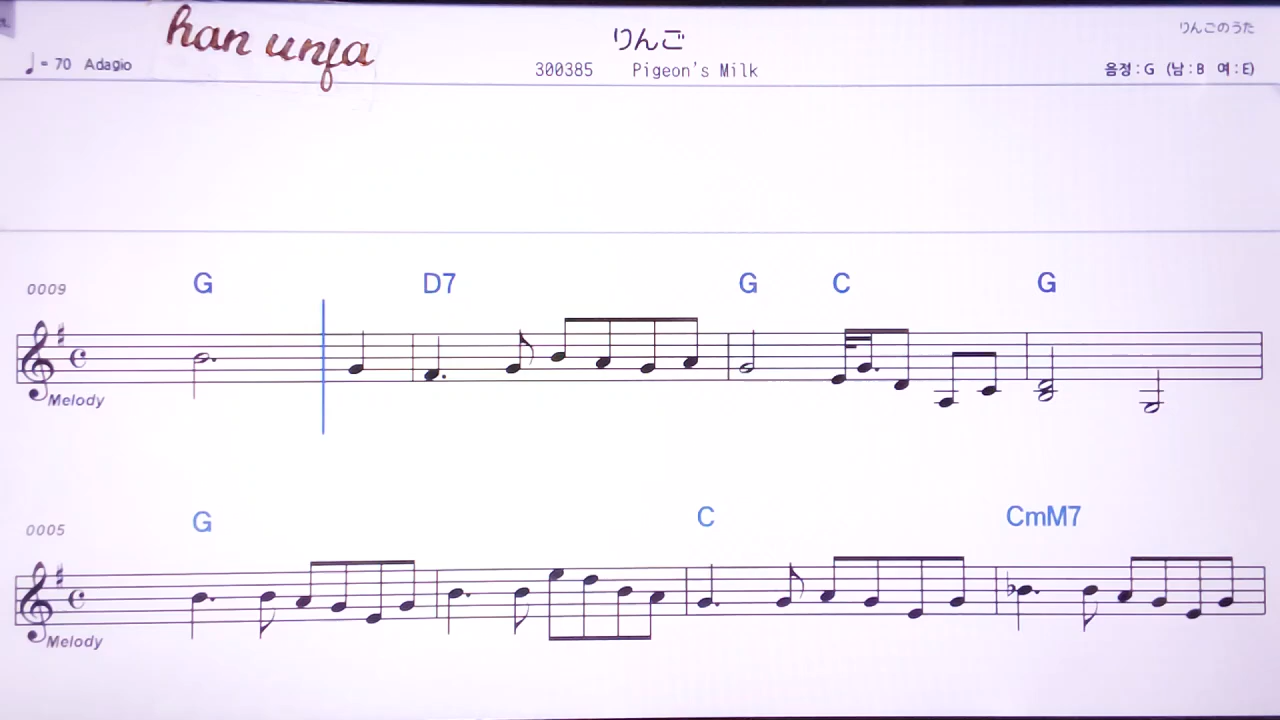 han unfa
りんご
りんごのうた
♩= 70 Adagio
300385 Pigeon's Milk
음정 : G (남 : B 여 : E)
0009 G D7 G C G
Melody
0005 G C CmM7
Melody